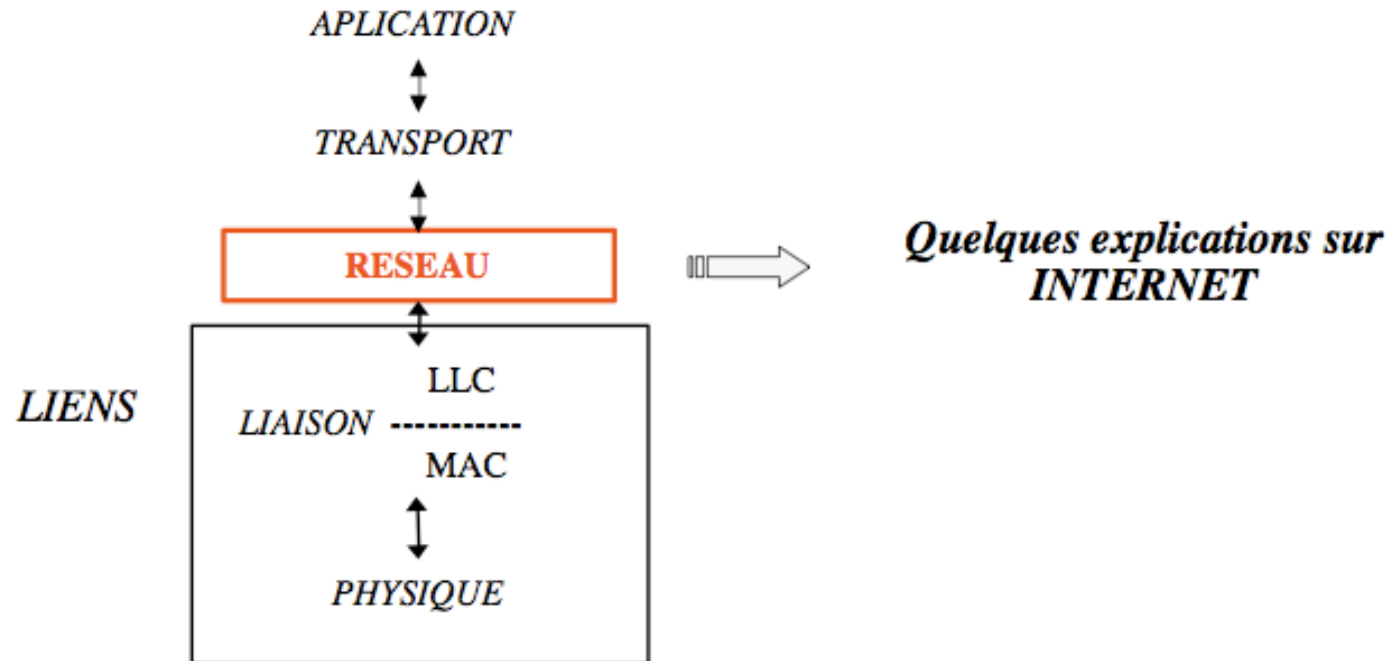 APLICATION
TRANSPORT
RESEAU
Quelques explications sur
INTERNET
LIENS
LLC
LIAISON -----------
MAC
PHYSIQUE